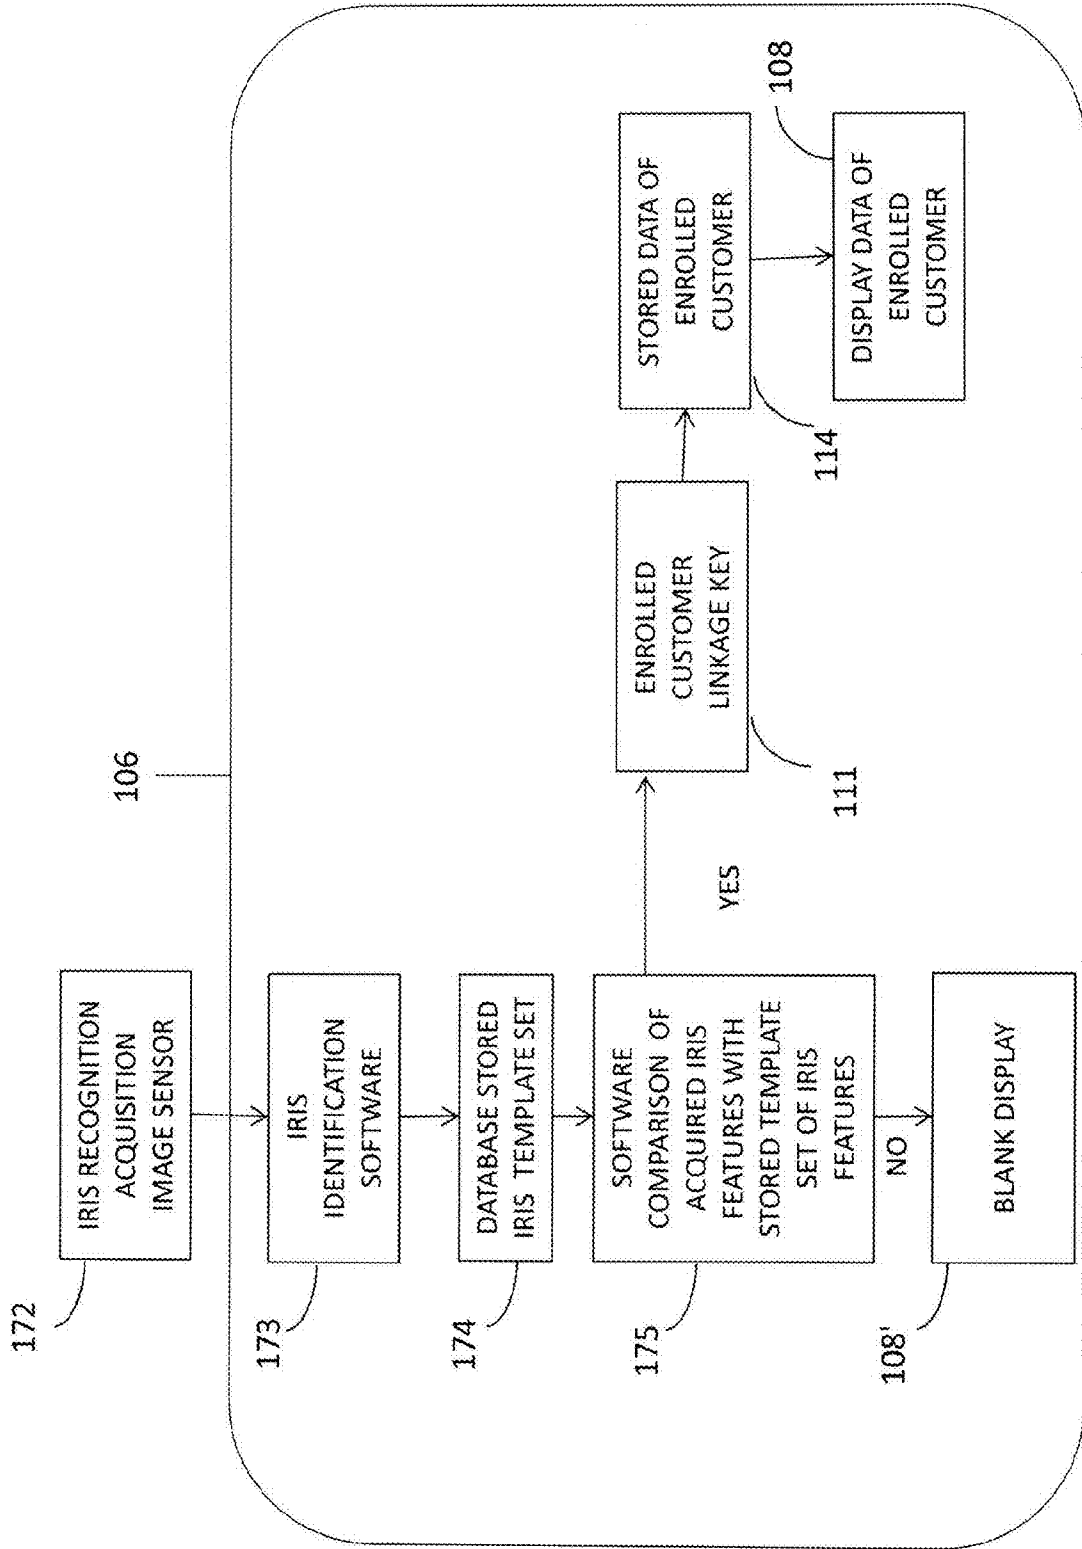 172
IRIS RECOGNITION
ACQUISITION
IMAGE SENSOR
106
173
IRIS
IDENTIFICATION
SOFTWARE
174
DATABASE STORED
IRIS TEMPLATE SET
175
SOFTWARE
COMPARISON OF
ACQUIRED IRIS
FEATURES WITH
STORED TEMPLATE
SET OF IRIS
FEATURES
YES
ENROLLED
CUSTOMER
LINKAGE KEY
111
STORED DATA OF
ENROLLED
CUSTOMER
114
108
DISPLAY DATA OF
ENROLLED
CUSTOMER
NO
108'
BLANK DISPLAY